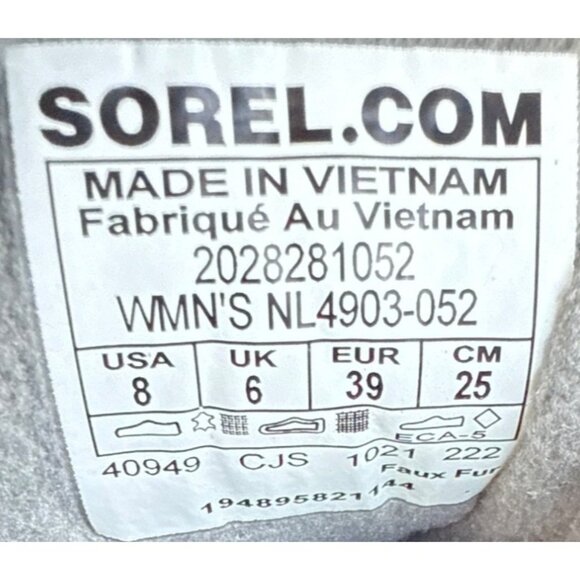 SOREL.COM
MADE IN VIETNAM
Fabriqué Au Vietnam
2028281052
WMN'S NL4903-052
USA UK EUR CM
8 6 39 25
ECA-5
40949 CJS 1021 222
Faux Fur
194895821144